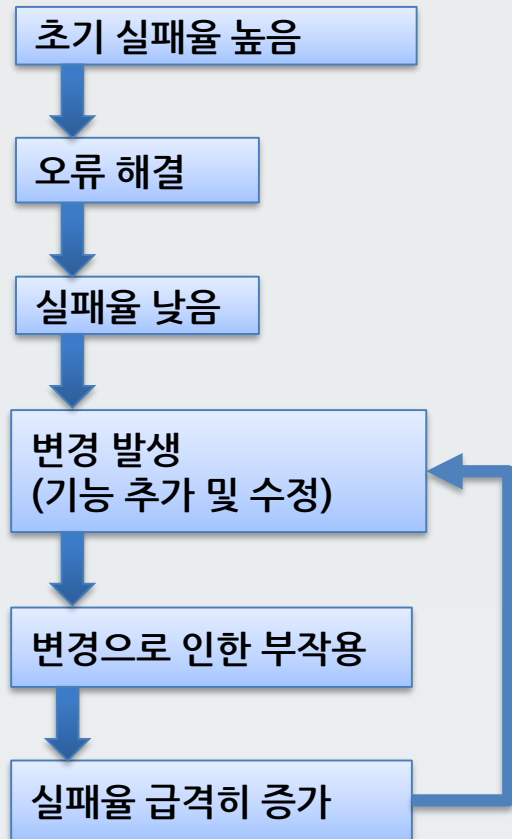 초기 실패율 높음
오류 해결
실패율 낮음
변경 발생
(기능 추가 및 수정)
변경으로 인한 부작용
실패율 급격히 증가